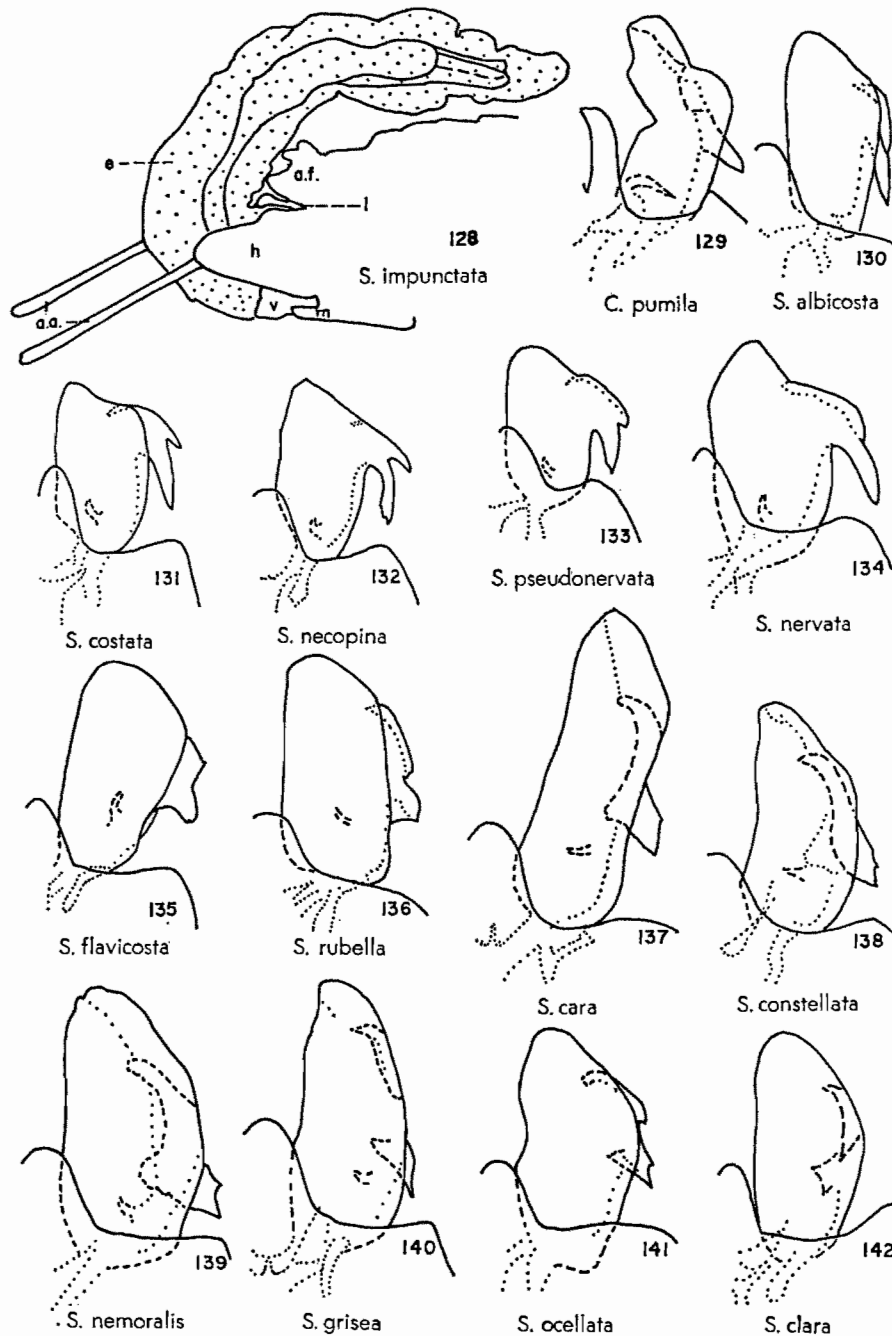 e
a.f.
l
h
128
S. impunctata
a.a.
v
m
129
C. pumila
130
S. albicosta
131
S. costata
132
S. necopina
133
S. pseudonervata
134
S. nervata
135
S. flavicosta
136
S. rubella
137
S. cara
138
S. constellata
139
S. nemoralis
140
S. grisea
141
S. ocellata
142
S. clara